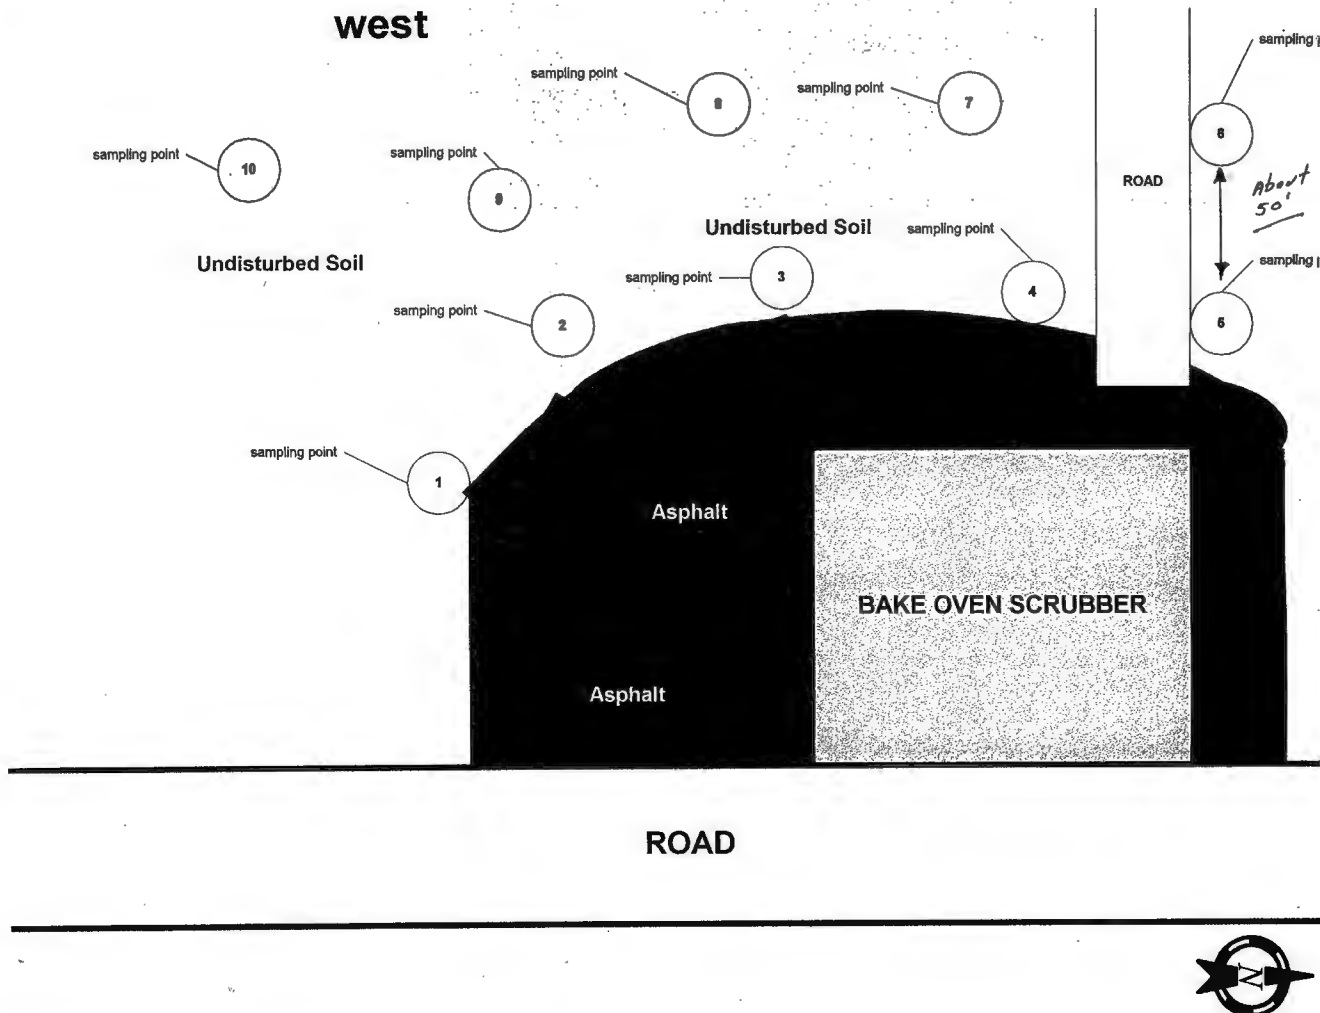 west
sampling
sampling point
8
sampling point
7
6
sampling point
10
sampling point
9
ROAD
About
50'
Undisturbed Soil
sampling point
Undisturbed Soil
sampling point
3
4
sampling
samping point
2
5
sampling point
1
Asphalt
BAKE OVEN SCRUBBER
Asphalt
ROAD
N